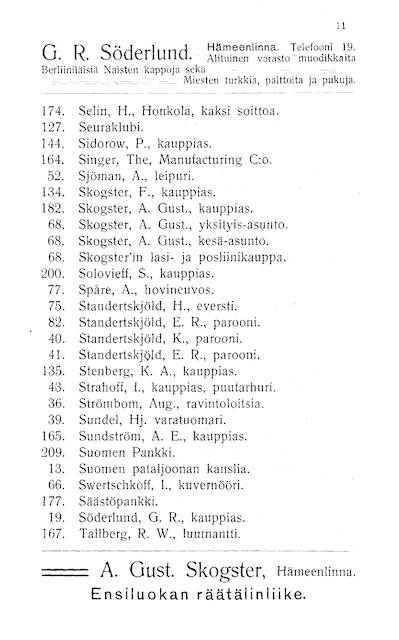 11
G. R. Söderlund. Hämeenlinna. Telefooni 19.
Alituinen varasto muodikkaita
Berliiniläisiä Naisten kappoja sekä
Miesten turkkia, palttoita ja pukuja.
174. Selin, H., Honkola, kaksi soittoa.
127. Seuraklubi.
144. Sidorow, P., kauppias.
164. Singer, The, Manufacturing C:o.
52. Sjöman, A., leipuri.
134. Skogster, F., kauppias.
182. Skogster, A. Gust., kauppias.
68. Skogster, A. Gust., yksityis-asunto.
68. Skogster, A. Gust., kesä-asunto.
68. Skogster'in lasi- ja posliinikauppa.
200. Solovieff, S., kauppias.
77. Spåre, A., hovineuvos.
75. Standertskjöld, H., eversti.
82. Standertskjöld, E. R., parooni.
40. Standertskjöld, K., parooni.
41. Standertskjöld, E. R., parooni.
135. Stenberg, K. A., kauppias.
43. Strahoff, I., kauppias, puutarhuri.
36. Strömbom, Aug., ravintoloitsia.
39. Sundel, Hj. varatuomari.
165. Sundström, A. E., kauppias.
209. Suomen Pankki.
13. Suomen pataljoonan kanslia.
66. Swertschkoff, I., kuvernööri.
177. Säästöpankki.
19. Söderlund, G. R., kauppias.
167. Tallberg, R. W., luutnantti.
A. Gust. Skogster, Hämeenlinna.
Ensiluokan räätälinliike.